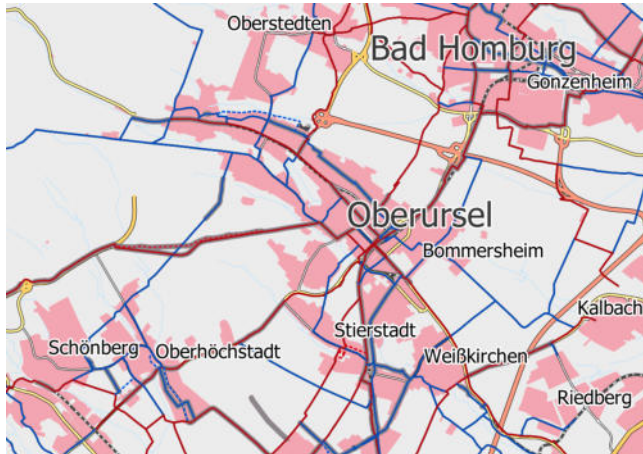 Oberstedten
Bad Homburg
Gonzenheim
Oberursel
Bommersheim
Kalbach
Stierstadt
Schönberg
Oberhöchstadt
Weißkirchen
Riedberg